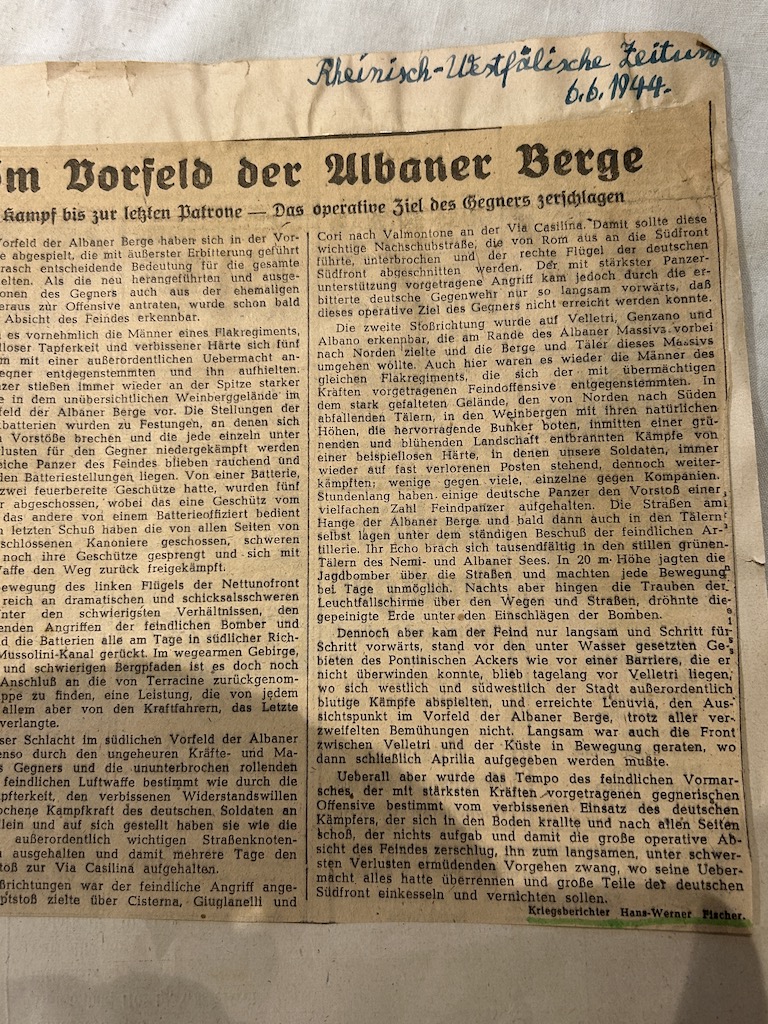 Rheinisch-Westfälische Zeitung
6.6.1944.
m Vorfeld der Albaner Berge
Kampf bis zur letzten Patrone — Das operative Ziel des Gegners zerschlagen
Vorfeld der Albaner Berge haben sich in der Vor-
e abgespielt, die mit äußerster Erbitterung geführt
rasch entscheidende Bedeutung für die gesamte
elten. Als die neu herangeführten und ausge-
onen des Gegners auch aus der ehemaligen
eraus zur Offensive antraten, wurde schon bald
Absicht des Feindes erkennbar.
l es vornehmlich die Männer eines Flakregiments,
lloser Tapferkeit und verbissener Härte sich fünf
m mit einer außerordentlichen Uebermacht an-
egner entgegenstemmten und ihn aufhielten.
zer stießen immer wieder an der Spitze starker
e in dem unübersichtlichen Weinberggelände im
feld der Albaner Berge vor. Die Stellungen der
kbatterien wurden zu Festungen, an denen sich
Vorstöße brechen und die jede einzeln unter
lusten für den Gegner niedergekämpft werden
eiche Panzer des Feindes blieben rauchend und
den Batteriestellungen liegen. Von einer Batterie,
zwei feuerbereite Geschütze hatte, wurden fünf
r abgeschossen, wobei das eine Geschütz vom
das andere von einem Batterieoffiziert bedient
n letzten Schuß haben die von allen Seiten von
schlössenen Kanoniere geschossen, schweren
noch ihre Geschütze gesprengt und sich mit
Waffe den Weg zurück freigekämpft.
ewegung des linken Flügels der Nettunofront
reich an dramatischen und schicksalsschweren
nter den schwierigsten Verhältnissen, den
enden Angriffen der feindlichen Bomber und
d die Batterien alle am Tage in südlicher Rich-
Mussolini-Kanal gerückt. Im wegearmen Gebirge,
und schwierigen Bergpfaden ist es doch noch
Anschluß an die von Terracine zurückgenom-
ppe zu finden, eine Leistung, die von jedem
allem aber von den Kraftfahrern, das Letzte
verlangte.
ser Schlacht im südlichen Vorfeld der Albaner
enso durch den ungeheuren Kräfte- und Ma-
s Gegners und die ununterbrochen rollenden
feindlichen Luftwaffe bestimmt wie durch die
pferkeit, den verbissenen Widerstandswillen
ochene Kampfkraft des deutschen Soldaten an
llein und auf sich gestellt haben sie wie die
außerordentlich wichtigen Straßenknoten-
n ausgehalten und damit mehrere Tage den
toß zur Via Casilina aufgehalten.
ßrichtungen war der feindliche Angriff ange-
ptstoß zielte über Cisterna, Giuglanelli und
Cori nach Valmontone an der Via Casilina. Damit sollte diese
wichtige Nachschubstraße, die von Rom aus an die Südfront
führte, unterbrochen und der rechte Flügel der deutschen
Südfront abgeschnitten werden. Der mit stärkster Panzer-
unterstützung vorgetragene Angriff kam jedoch durch die er-
bitterte deutsche Gegenwehr nur so langsam vorwärts, daß
dieses operative Ziel des Gegners nicht erreicht werden konnte.
Die zweite Stoßrichtung wurde auf Velletri, Genzano und
Albano erkennbar, die am Rande des Albaner Massivs vorbei
nach Norden zielte und die Berge und Täler dieses Massivs
umgehen wollte. Auch hier waren es wieder die Männer des
gleichen Flakregiments, die sich der mit übermächtigen
Kräften vorgetragenen Feindoffensive entgegenstemmten. In
dem stark gefalteten Gelände, den von Norden nach Süden
abfallenden Tälern, in den Weinbergen mit ihren natürlichen
Höhen, die hervorragende Bunker boten, inmitten einer grü-
nenden und blühenden Landschaft entbrannten Kämpfe von
einer beispiellosen Härte, in denen unsere Soldaten, immer
wieder auf fast verlorenen Posten stehend, dennoch weiter-
kämpften; wenige gegen viele, einzelne gegen Kompanien.
Stundenlang haben einige deutsche Panzer den Vorstoß einer
vielfachen Zahl Feindpanzer aufgehalten. Die Straßen am
Hange der Albaner Berge und bald dann auch in den Tälern
selbst lagen unter dem ständigen Beschuß der feindlichen Ar-
tillerie. Ihr Echo brach sich tausendfältig in den stillen grünen
Tälern des Nemi- und Albaner Sees. In 20 m Höhe jagten die
Jagdbomber über die Straßen und machten jede Bewegung
bei Tage unmöglich. Nachts aber hingen die Trauben der
Leuchtfallschirme über den Wegen und Straßen, dröhnte die
gepeinigte Erde unter den Einschlägen der Bomben.
Dennoch aber kam der Feind nur langsam und Schritt für
Schritt vorwärts, stand vor den unter Wasser gesetzten Ge-
bieten des Pontinischen Ackers wie vor einer Barriere, die er
nicht überwinden konnte, blieb tagelang vor Velletri liegen,
wo sich westlich und südwestlich der Stadt außerordentlich
blutige Kämpfe abspielten, und erreichte Lenuvia, den Aus-
sichtspunkt im Vorfeld der Albaner Berge, trotz aller ver-
zweifelten Bemühungen nicht. Langsam war auch die Front
zwischen Velletri und der Küste in Bewegung geraten, wo
dann schließlich Aprilia aufgegeben werden mußte.
Ueberall aber wurde das Tempo des feindlichen Vormar-
sches, der mit stärksten Kräften vorgetragenen gegnerischen
Offensive bestimmt vom verbissenen Einsatz des deutschen
Kämpfers, der sich in den Boden krallte und nach allen Seiten
schoß, der nichts aufgab und damit die große operative Ab-
sicht des Feindes zerschlug, ihn zum langsamen, unter schwer-
sten Verlusten ermüdenden Vorgehen zwang, wo seine Ueber-
macht alles hatte überrennen und große Teile der deutschen
Südfront einkesseln und vernichten sollen.
Kriegsberichter Hans-Werner Fischer.